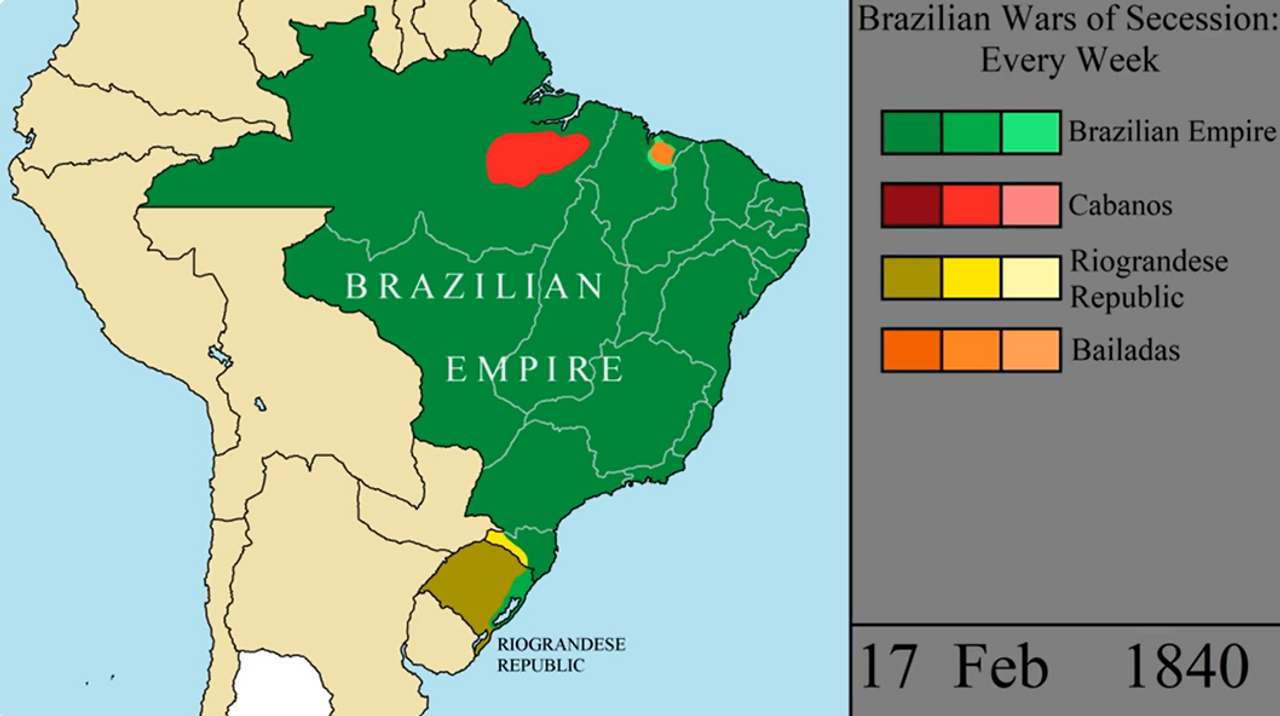 Brazilian Wars of Secession:
Every Week
Brazilian Empire
Cabanos
Riograndese
Republic
Bailadas
BRAZILIAN
EMPIRE
RIOGRANDESE
REPUBLIC
17 Feb 1840